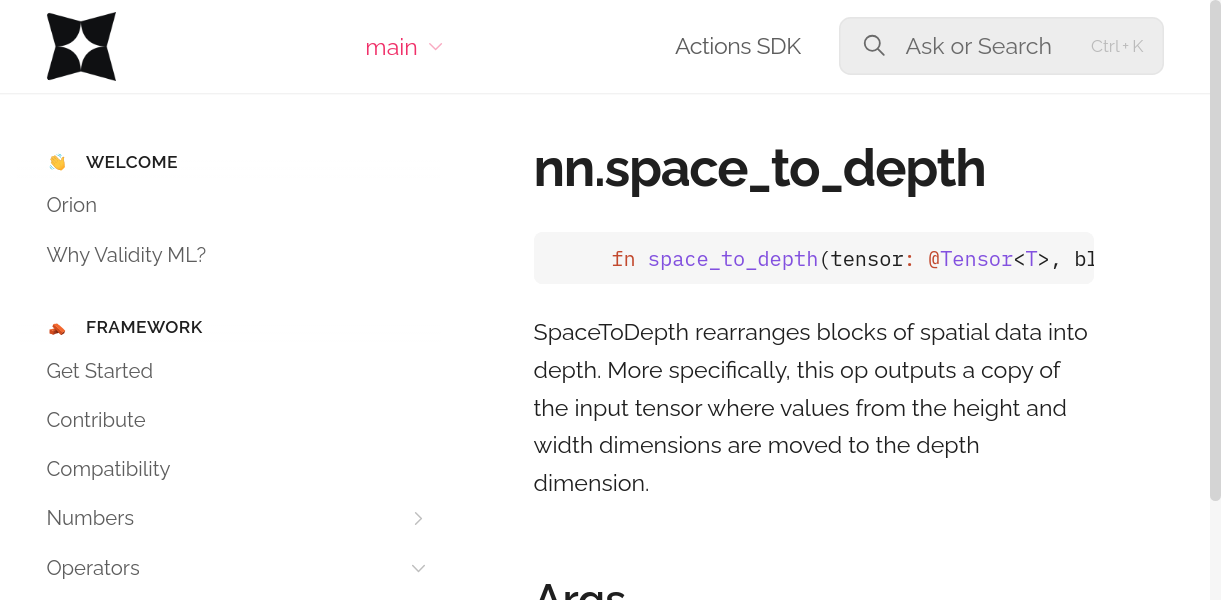 main
Actions SDK
Ask or Search
Ctrl+K
WELCOME
Orion
Why Validity ML?
FRAMEWORK
Get Started
Contribute
Compatibility
Numbers
Operators
nn.space_to_depth
fn space_to_depth(tensor: @Tensor<T>, bl
SpaceToDepth rearranges blocks of spatial data into
depth. More specifically, this op outputs a copy of
the input tensor where values from the height and
width dimensions are moved to the depth
dimension.
Args